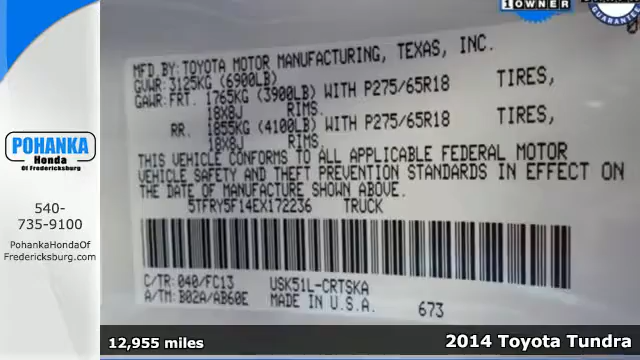 1 OWNER
GUARANTEE
MFD BY: TOYOTA MOTOR MANUFACTURING, TEXAS, INC.
GVWR: 3125KG (6900LB)
GAWR: FRT. 1765KG (3900LB) WITH P275/65R18 TIRES,
18X8J RIMS,
RR. 1855KG (4100LB) WITH P275/65R18 TIRES,
18X8J RIMS,
THIS VEHICLE CONFORMS TO ALL APPLICABLE FEDERAL MOTOR
VEHICLE SAFETY AND THEFT PREVENTION STANDARDS IN EFFECT ON
THE DATE OF MANUFACTURE SHOWN ABOVE.
5TFRY5F14EX172236 TRUCK
C/TR: 040/FC13 USK51L-CRTSKA
A/TM: B02A/AB60E MADE IN U.S.A. 673
POHANKA
Honda
Of Fredericksburg
540-
735-9100
PohankaHondaOf
Fredericksburg.com
12,955 miles
2014 Toyota Tundra